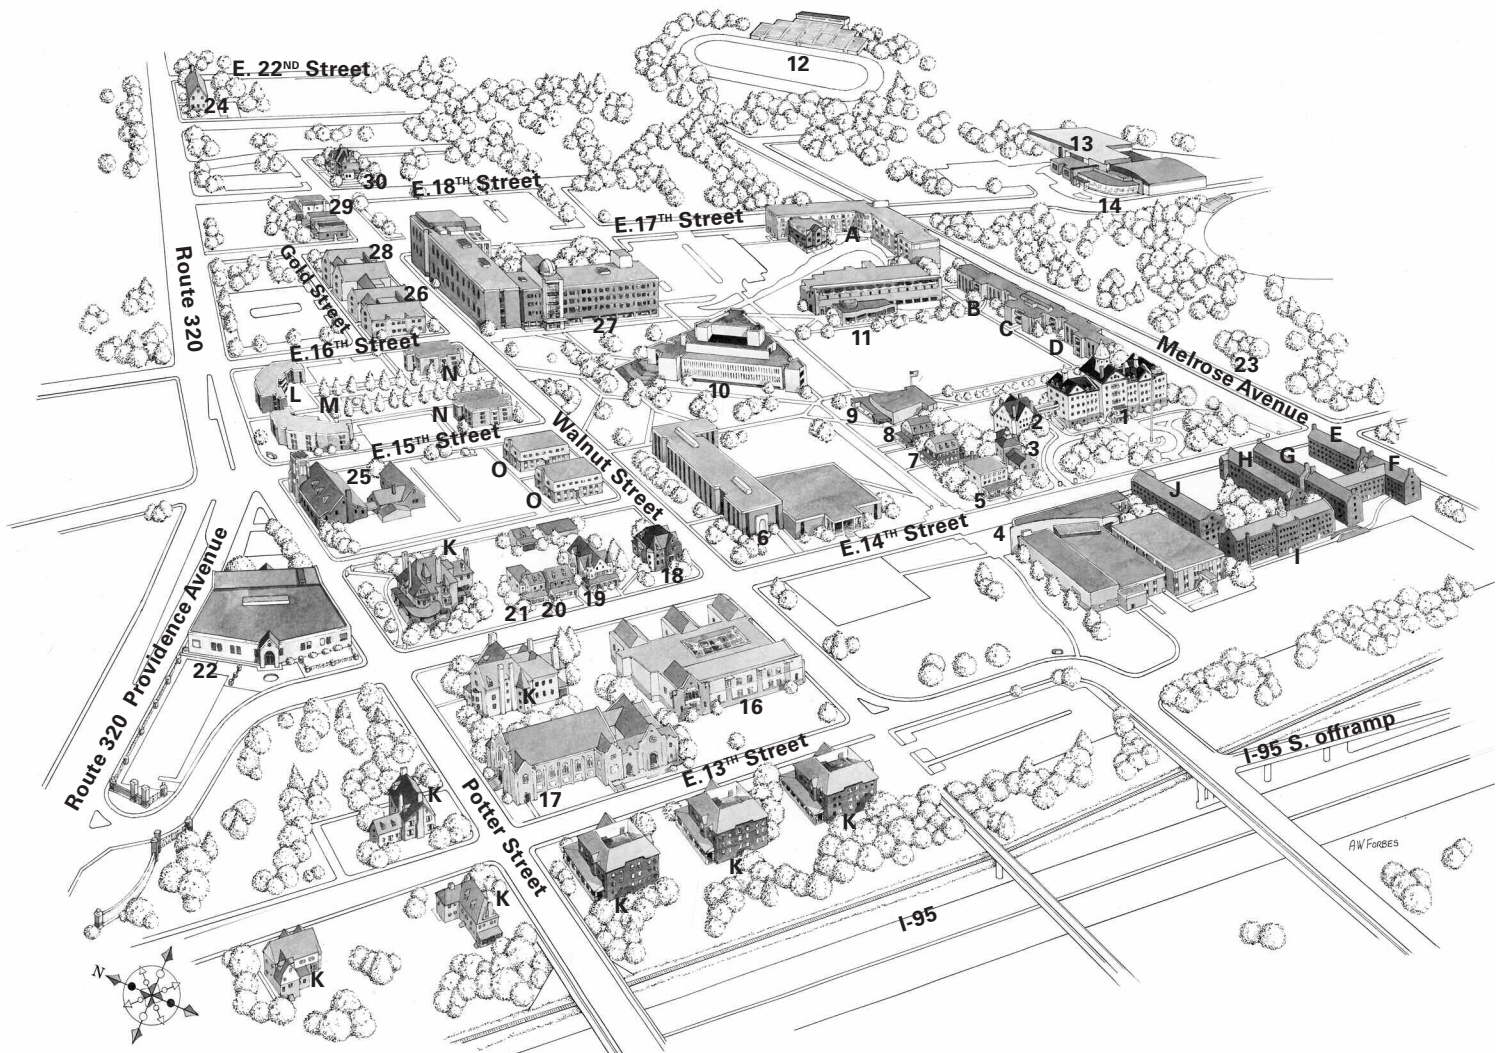 12
E. 22ND Street
24
13
30
E.18TH Street
29
14
E.17TH Street
A
28
Gold Street
26
Route 320
27
B
C
D
11
E.16TH Street
Melrose Avenue
23
N
10
L
M
N
9
8
2
1
3
7
E.15TH Street
Walnut Street
E
G
H
F
O
25
O
5
J
6
E.14TH Street
4
I
K
18
21
20
19
Route 320 Providence Avenue
22
K
16
17
E.13TH Street
I-95 S. offramp
K
Potter Street
K
K
K
A W FORBES
K
I-95
N
K